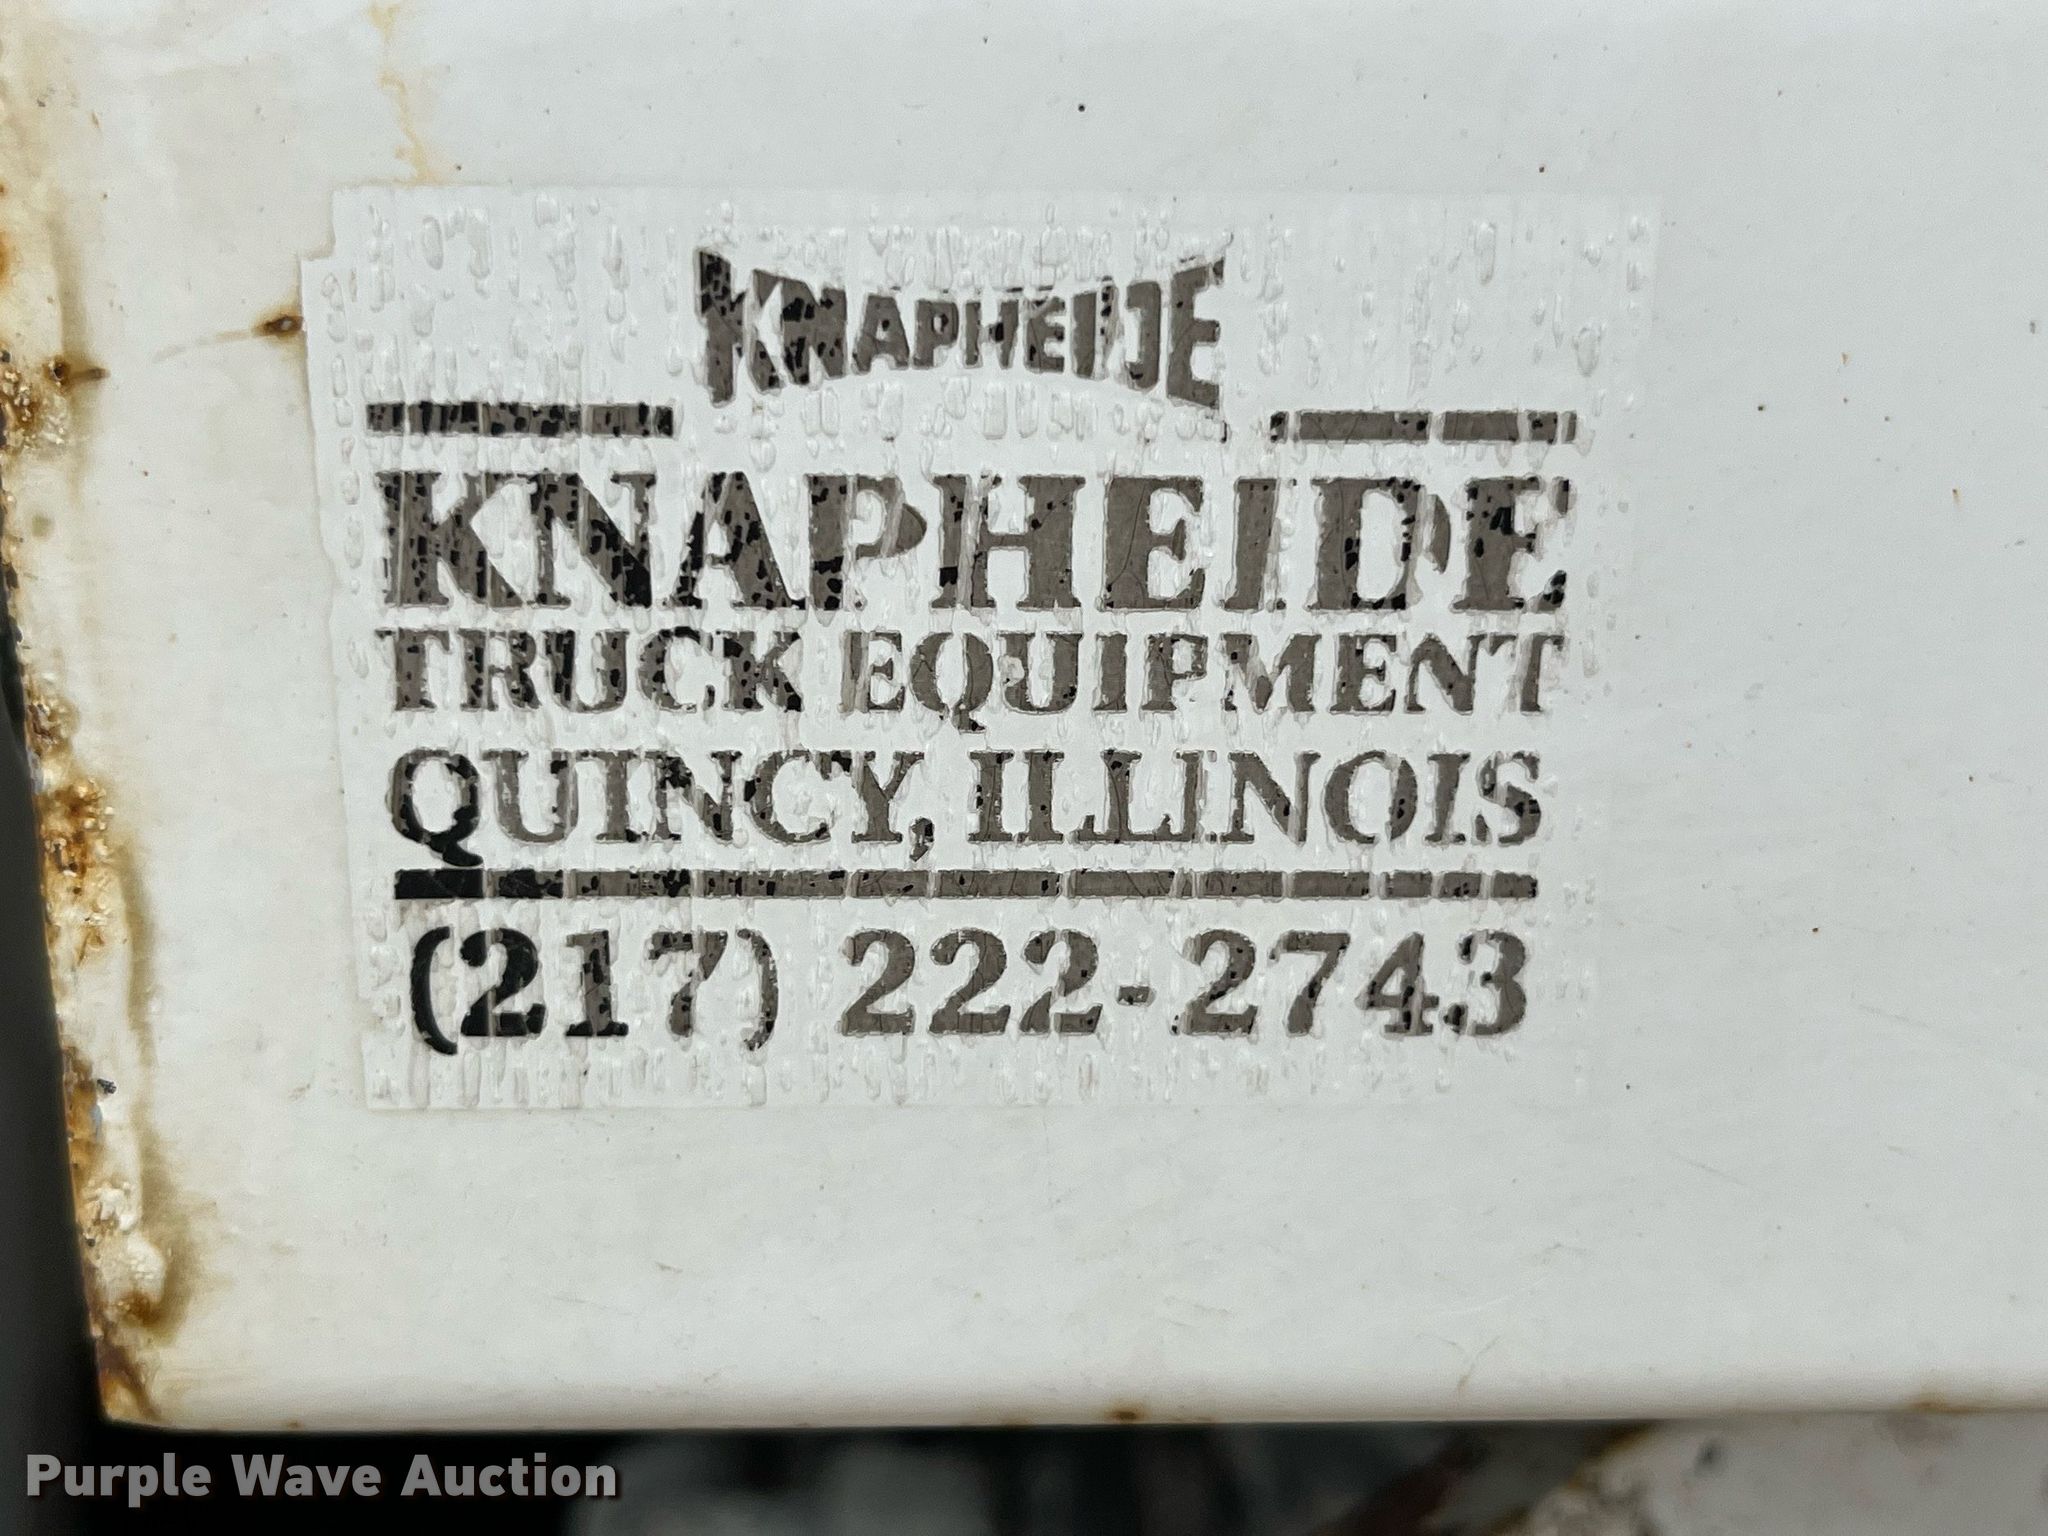 KNAPHEIDE
KNAPHEIDE
TRUCK EQUIPMENT
QUINCY, ILLINOIS
(217) 222-2743
Purple Wave Auction